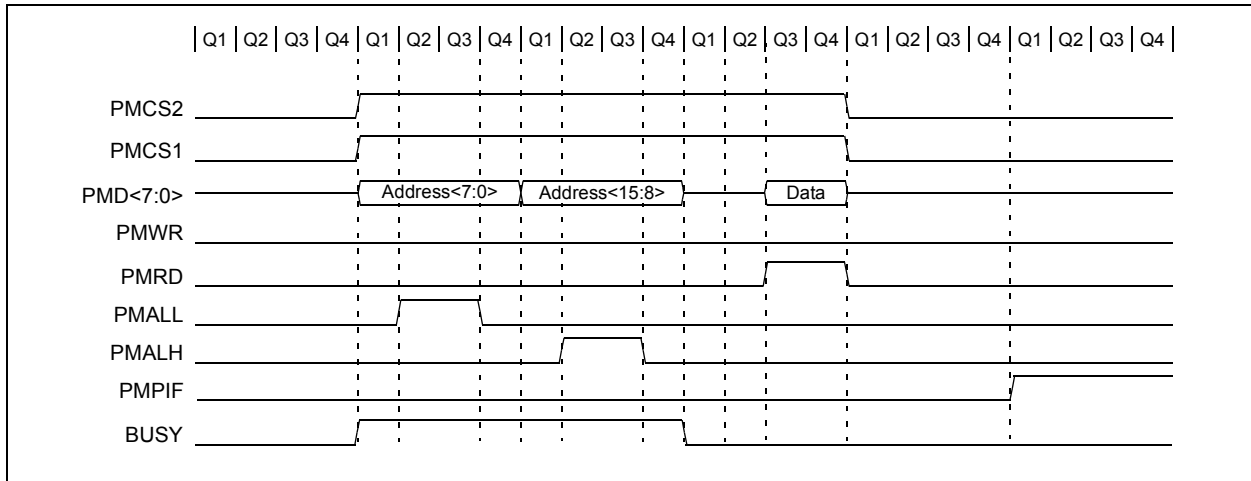 Q1 Q2 Q3 Q4 Q1 Q2 Q3 Q4 Q1 Q2 Q3 Q4 Q1 Q2 Q3 Q4 Q1 Q2 Q3 Q4 Q1 Q2 Q3 Q4
PMCS2
PMCS1
PMD<7:0> Address<7:0> Address<15:8> Data
PMWR
PMRD
PMALL
PMALH
PMPIF
BUSY